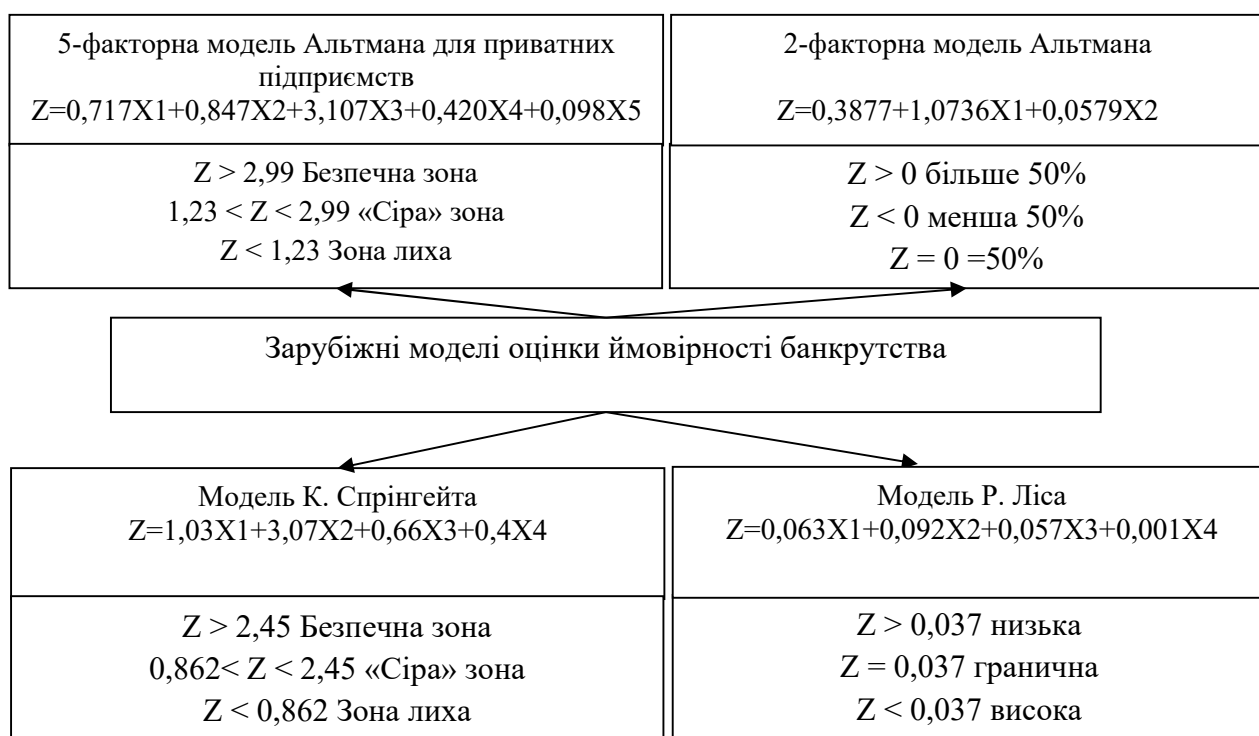 5-факторна модель Альтмана для приватних
підприємств
Z=0,717X1+0,847X2+3,107X3+0,420X4+0,098X5
Z > 2,99 Безпечна зона
1,23 < Z < 2,99 «Сіра» зона
Z < 1,23 Зона лиха
2-факторна модель Альтмана
Z=0,3877+1,0736X1+0,0579X2
Z > 0 більше 50%
Z < 0 менша 50%
Z = 0 =50%
Зарубіжні моделі оцінки ймовірності банкрутства
Модель К. Спрінгейта
Z=1,03X1+3,07X2+0,66X3+0,4X4
Z > 2,45 Безпечна зона
0,862< Z < 2,45 «Сіра» зона
Z < 0,862 Зона лиха
Модель Р. Ліса
Z=0,063X1+0,092X2+0,057X3+0,001X4
Z > 0,037 низька
Z = 0,037 гранична
Z < 0,037 висока